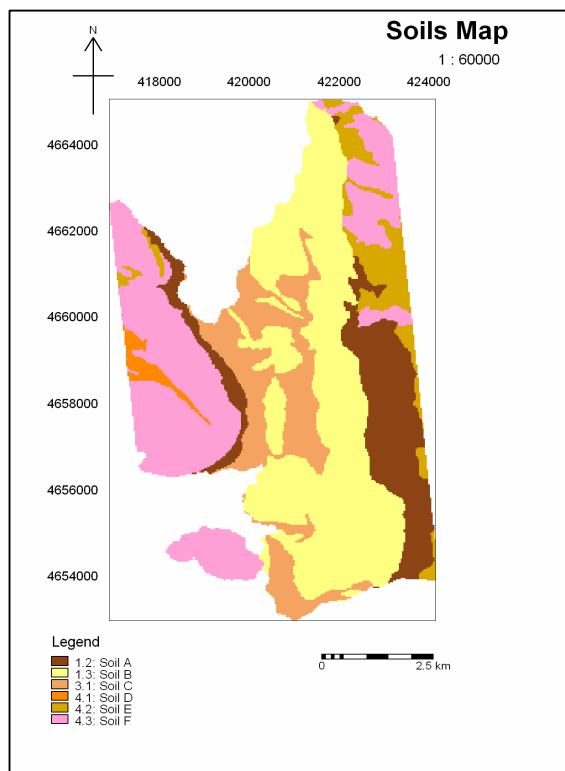 Soils Map
N
1 : 60000
418000 420000 422000 424000
4664000
4662000
4660000
4658000
4656000
4654000
Legend
1.2: Soil A
1.3: Soil B
3.1: Soil C
4.1: Soil D
4.2: Soil E
4.3: Soil F
0 2.5 km